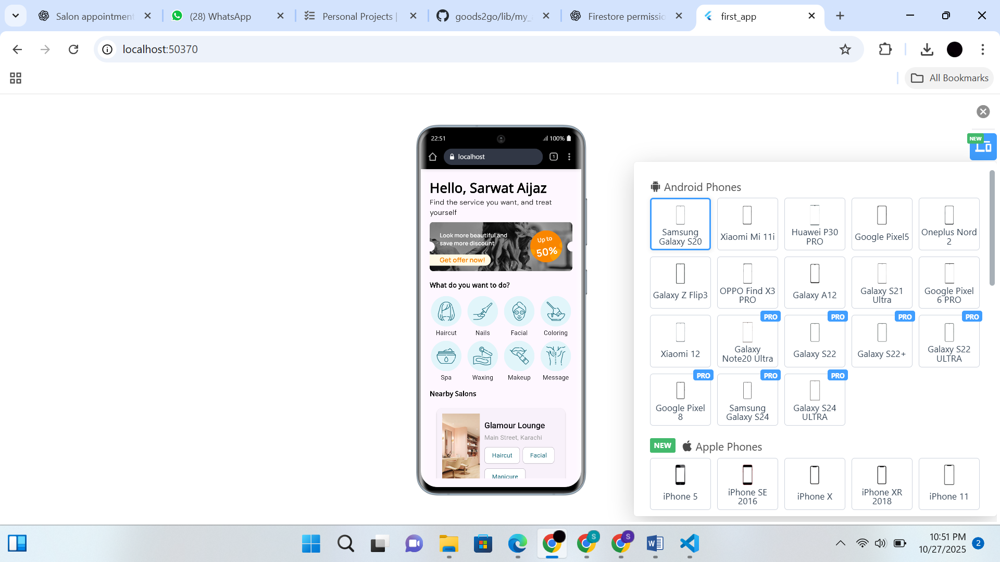 Salon appointment
(28) WhatsApp
Personal Projects |
goods2go/lib/my_
Firestore permissio
first_app
localhost:50370
All Bookmarks
NEW
22:51
100%
localhost
1
Hello, Sarwat Aijaz
Find the service you want, and treat
yourself
Look more beautiful and
save more discount
Get offer now!
Up to
50%
What do you want to do?
Haircut
Nails
Facial
Coloring
Spa
Waxing
Makeup
Message
Nearby Salons
Glamour Lounge
Main Street, Karachi
Haircut
Facial
Manicure
Android Phones
Samsung
Galaxy S20
Xiaomi Mi 11i
Huawei P30
PRO
Google Pixel5
Oneplus Nord
2
Galaxy Z Flip3
OPPO Find X3
PRO
Galaxy A12
Galaxy S21
Ultra
Google Pixel
6 PRO
Xiaomi 12
PRO
Galaxy
Note20 Ultra
PRO
Galaxy S22
PRO
Galaxy S22+
PRO
Galaxy S22
ULTRA
PRO
Google Pixel
8
PRO
Samsung
Galaxy S24
PRO
Galaxy S24
ULTRA
NEW
Apple Phones
iPhone 5
iPhone SE
2016
iPhone X
iPhone XR
2018
iPhone 11
S
S
W
10:51 PM
10/27/2025
2